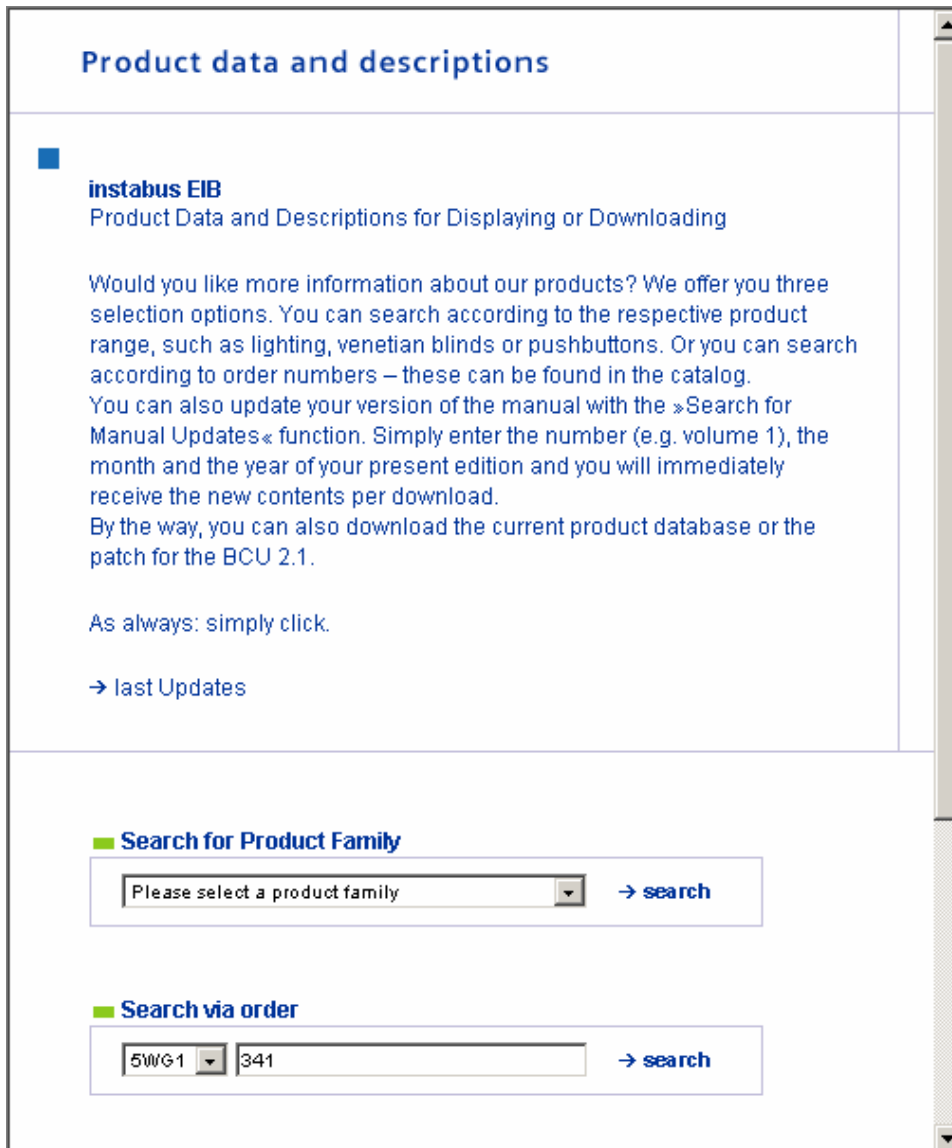 Product data and descriptions
instabus EIB
Product Data and Descriptions for Displaying or Downloading
Would you like more information about our products? We offer you three
selection options. You can search according to the respective product
range, such as lighting, venetian blinds or pushbuttons. Or you can search
according to order numbers – these can be found in the catalog.
You can also update your version of the manual with the »Search for
Manual Updates« function. Simply enter the number (e.g. volume 1), the
month and the year of your present edition and you will immediately
receive the new contents per download.
By the way, you can also download the current product database or the
patch for the BCU 2.1.
As always: simply click.
→ last Updates
Search for Product Family
Please select a product family → search
Search via order
5WG1 341 → search